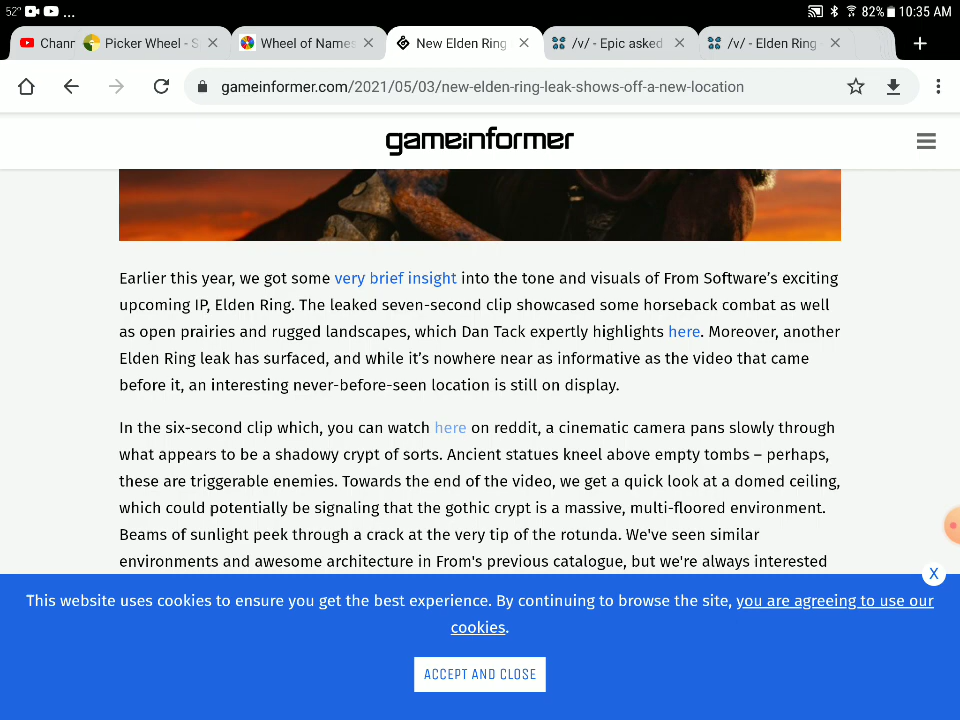 52° ...
82% 10:35 AM
Chann
Picker Wheel - S
Wheel of Names
New Elden Ring
/v/ - Epic asked
/v/ - Elden Ring
gameinformer.com/2021/05/03/new-elden-ring-leak-shows-off-a-new-location
gameinformer
Earlier this year, we got some very brief insight into the tone and visuals of From Software's exciting
upcoming IP, Elden Ring. The leaked seven-second clip showcased some horseback combat as well
as open prairies and rugged landscapes, which Dan Tack expertly highlights here. Moreover, another
Elden Ring leak has surfaced, and while it's nowhere near as informative as the video that came
before it, an interesting never-before-seen location is still on display.
In the six-second clip which, you can watch here on reddit, a cinematic camera pans slowly through
what appears to be a shadowy crypt of sorts. Ancient statues kneel above empty tombs – perhaps,
these are triggerable enemies. Towards the end of the video, we get a quick look at a domed ceiling,
which could potentially be signaling that the gothic crypt is a massive, multi-floored environment.
Beams of sunlight peek through a crack at the very tip of the rotunda. We've seen similar
environments and awesome architecture in From's previous catalogue, but we're always interested
X
This website uses cookies to ensure you get the best experience. By continuing to browse the site, you are agreeing to use our
cookies.
ACCEPT AND CLOSE